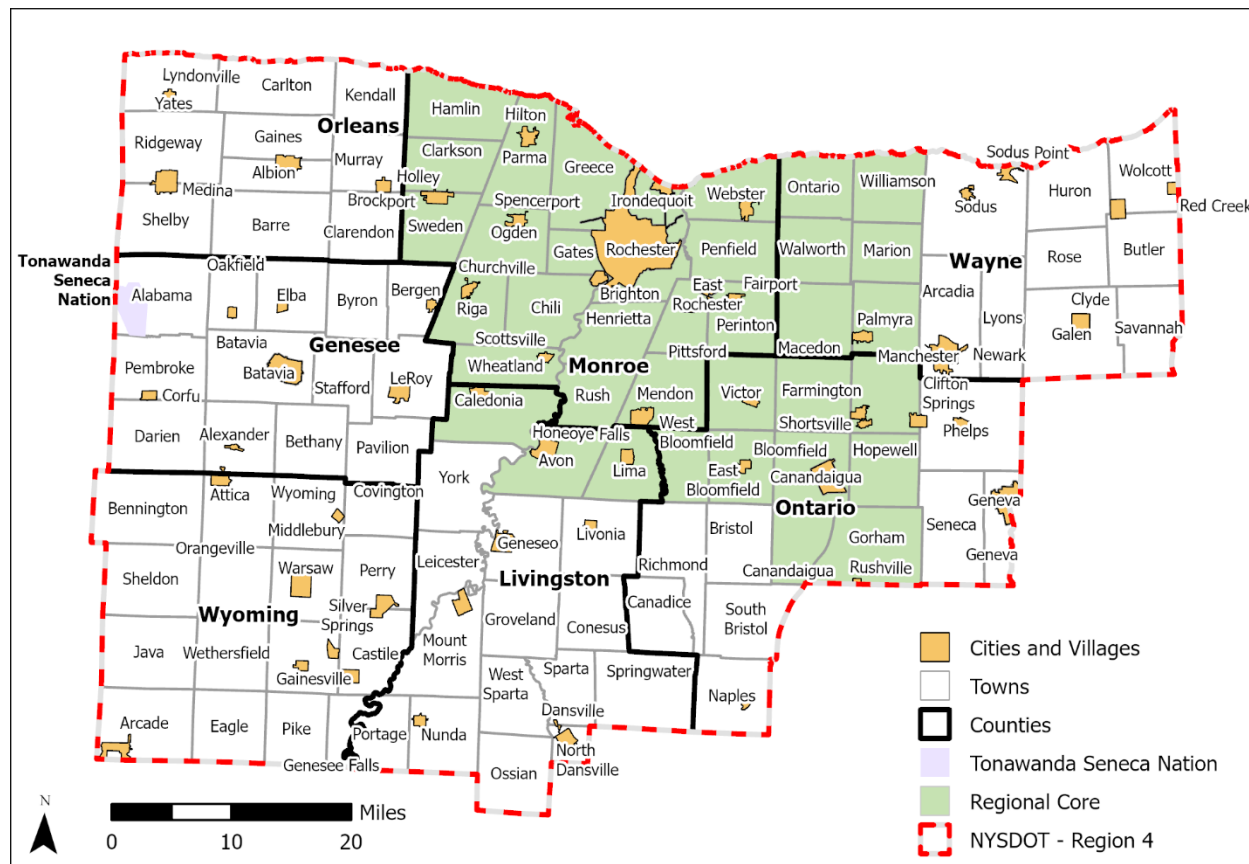 Lyndonville
Yates
Carlton
Kendall
Ridgeway
Gaines
Orleans
Albion
Murray
Medina
Holley
Shelby
Barre
Clarendon
Brockport
Hamlin
Clarkson
Sweden
Hilton
Parma
Greece
Spencerport
Ogden
Gates
Irondequoit
Rochester
Brighton
Webster
Penfield
East
Rochester
Fairport
Perinton
Pittsford
Henrietta
Churchville
Riga
Chili
Scottsville
Wheatland
Monroe
Rush
Mendon
Honeoye Falls
Ontario
Williamson
Walworth
Marion
Macedon
Palmyra
Sodus Point
Sodus
Huron
Wolcott
Red Creek
Wayne
Rose
Butler
Arcadia
Lyons
Newark
Clyde
Galen
Savannah
Tonawanda
Seneca
Nation
Alabama
Oakfield
Elba
Byron
Bergen
Batavia
Batavia
Genesee
Pembroke
Corfu
Stafford
LeRoy
Darien
Alexander
Bethany
Pavilion
Caledonia
Avon
Lima
York
Geneseo
Livonia
Leicester
Livingston
Groveland
Conesus
Mount
Morris
West
Sparta
Sparta
Springwater
Dansville
North
Dansville
Ossian
Nunda
Portage
Victor
Farmington
Manchester
Clifton
Springs
Shortsville
Phelps
West
Bloomfield
East
Bloomfield
Bloomfield
Canandaigua
Hopewell
Ontario
Geneva
Seneca
Geneva
Gorham
Rushville
Canandaigua
Bristol
Richmond
Canadice
South
Bristol
Naples
Attica
Bennington
Wyoming
Covington
Middlebury
Orangeville
Sheldon
Warsaw
Perry
Wyoming
Silver
Springs
Java
Wethersfield
Castile
Gainesville
Arcade
Eagle
Pike
Genesee Falls
Cities and Villages
Towns
Counties
Tonawanda Seneca Nation
Regional Core
NYSDOT - Region 4
N
Miles
0 10 20